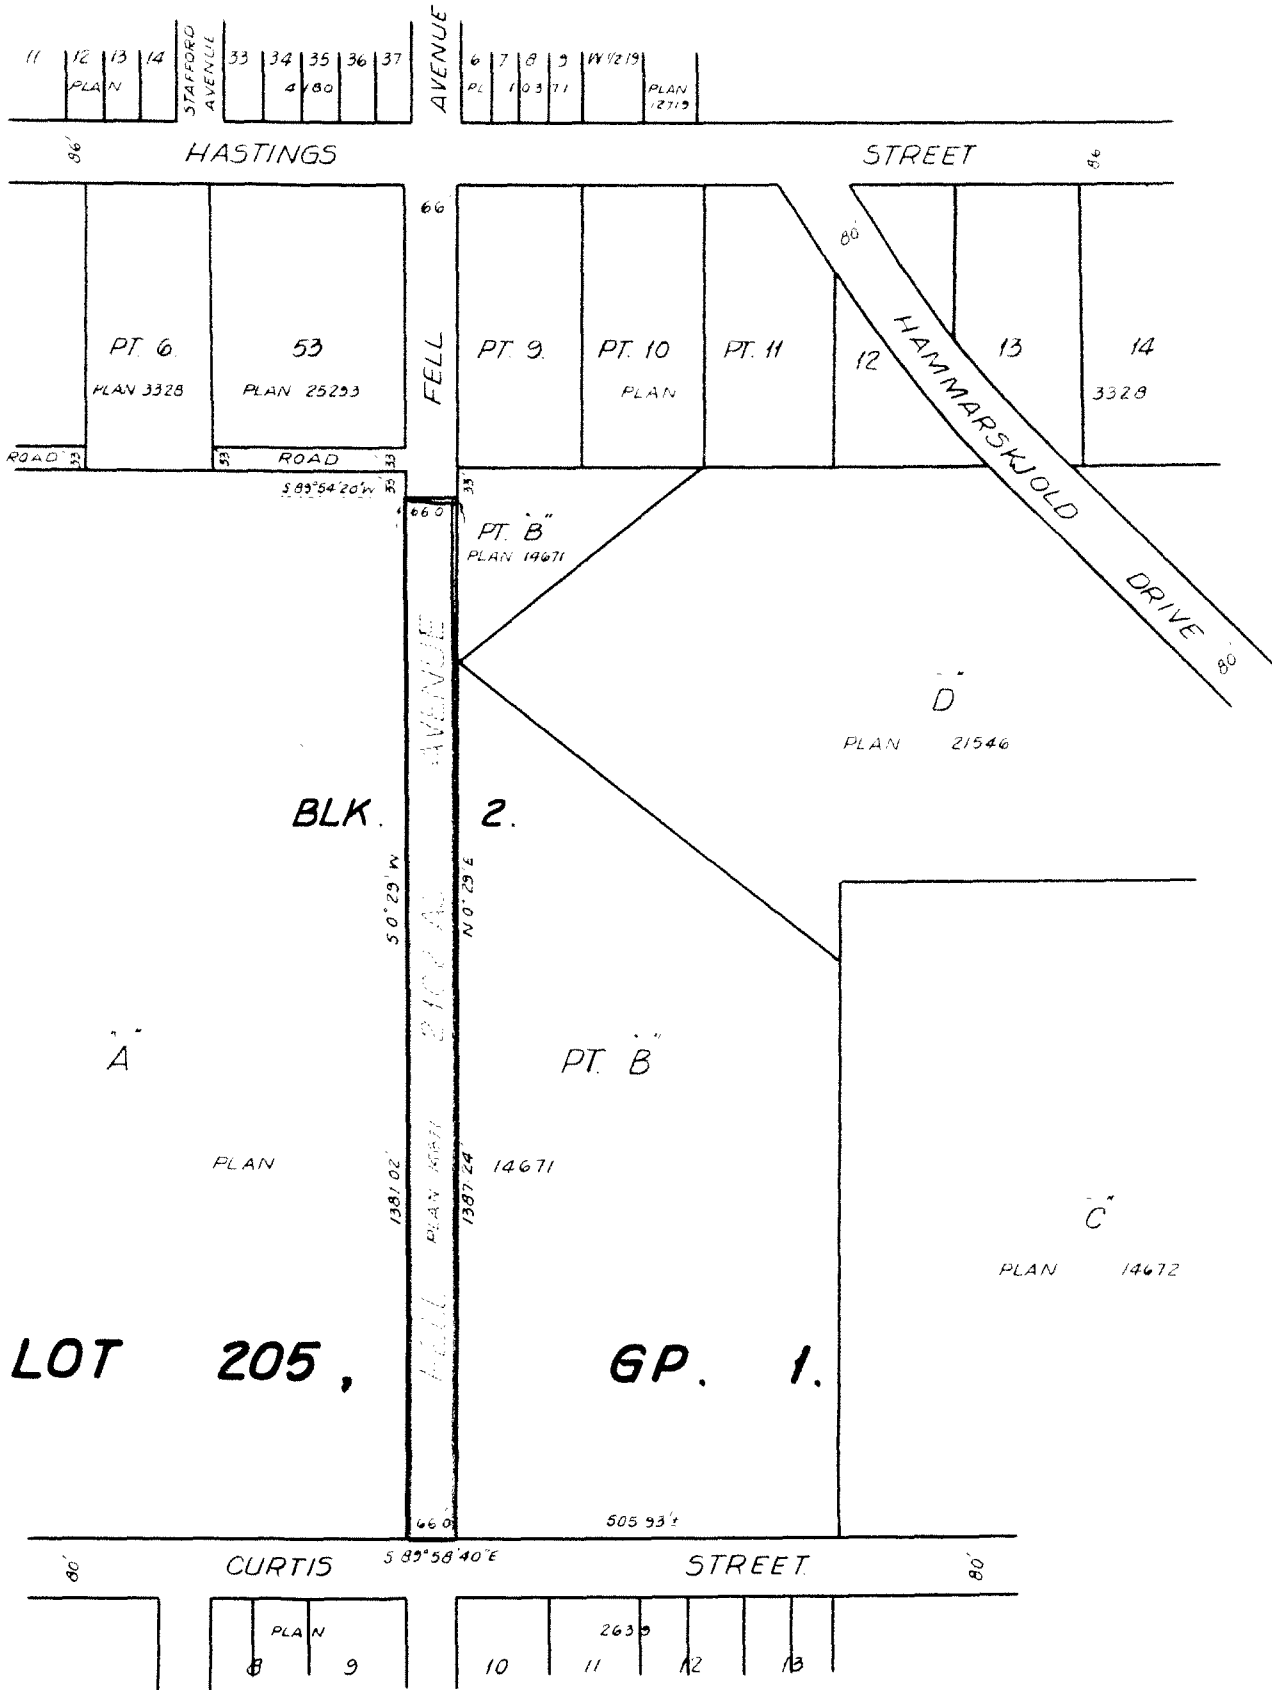 11 12 13 14 STAFFORD AVENUE 33 34 35 36 37 AVENUE 6 7 8 9 W 1/2 19
PLAN 4180 PL 10371 PLAN 12719
86' HASTINGS STREET 86
66'
80'
FELL
HAMMARSKJOLD DRIVE
PT. 6. 53 PT. 9. PT. 10 PT. 11 12 13 14
PLAN 3328 PLAN 25293 PLAN 3328
ROAD 33 33 ROAD 33
S 89°54'20"W 33 33'
66.0
PT. "B"
PLAN 14671
80'
AVENUE
"D"
PLAN 21546
BLK. 2.
S 0°29' W N 0°29' E
"A" PT. "B"
PLAN 14671
1381.02' PLAN 14671 1387.24'
"C"
PLAN 14672
LOT 205, GP. 1.
FELL
66.0' 505.93'±
S 89°58'40"E
80' CURTIS STREET. 80'
PLAN 2639
8 9 10 11 12 13